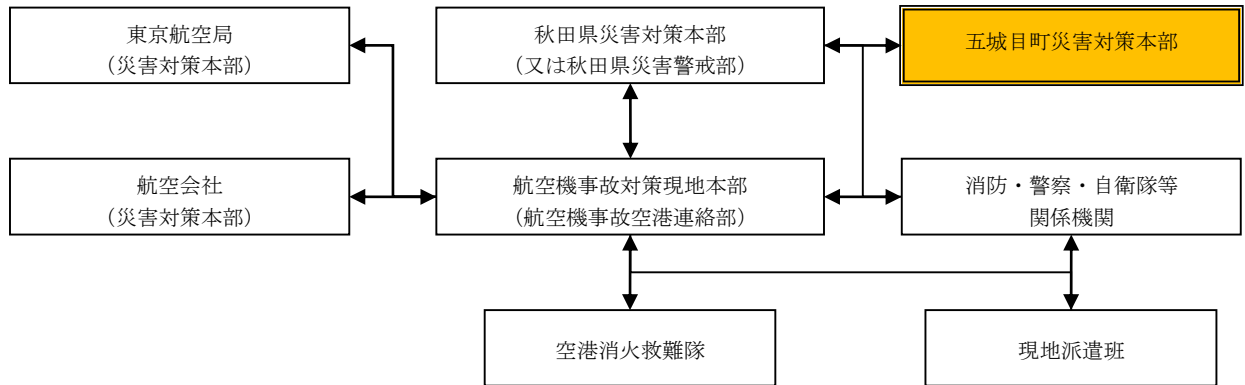 東京航空局
（災害対策本部）
秋田県災害対策本部
（又は秋田県災害警戒部）
五城目町災害対策本部
航空会社
（災害対策本部）
航空機事故対策現地本部
（航空機事故空港連絡部）
消防・警察・自衛隊等
関係機関
空港消火救難隊
現地派遣班